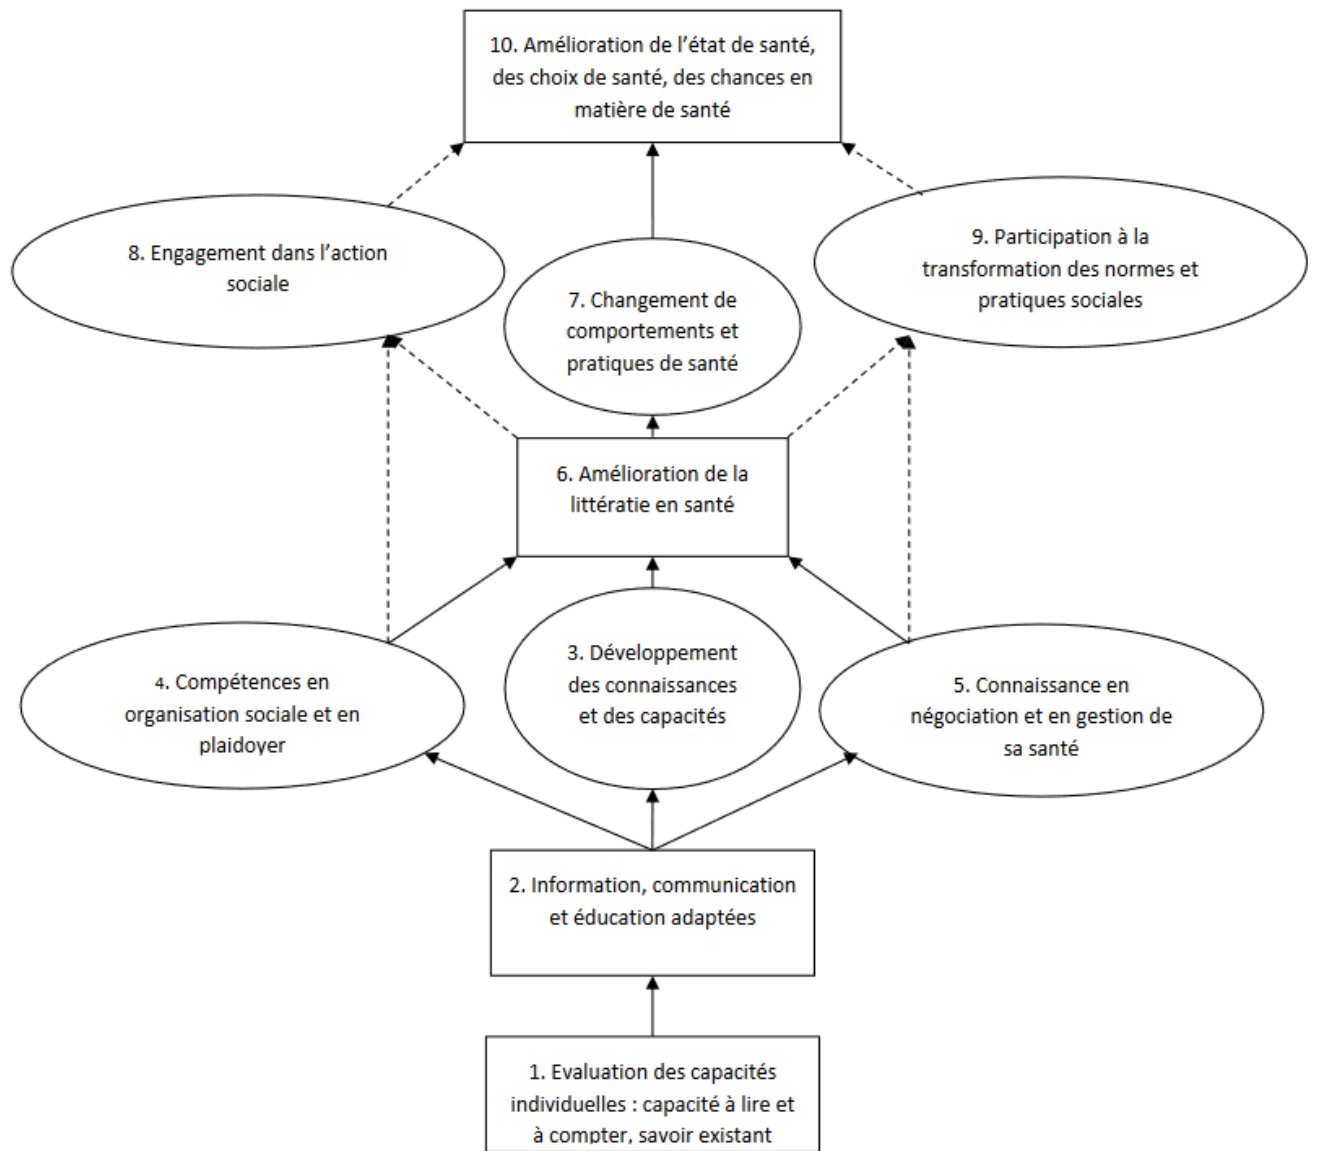 10. Amélioration de l’état de santé,
des choix de santé, des chances en
matière de santé
8. Engagement dans l’action
sociale
9. Participation à la
transformation des normes et
pratiques sociales
7. Changement de
comportements et
pratiques de santé
6. Amélioration de la
littératie en santé
4. Compétences en
organisation sociale et en
plaidoyer
3. Développement
des connaissances
et des capacités
5. Connaissance en
négociation et en gestion de
sa santé
2. Information, communication
et éducation adaptées
1. Evaluation des capacités
individuelles : capacité à lire et
à compter, savoir existant